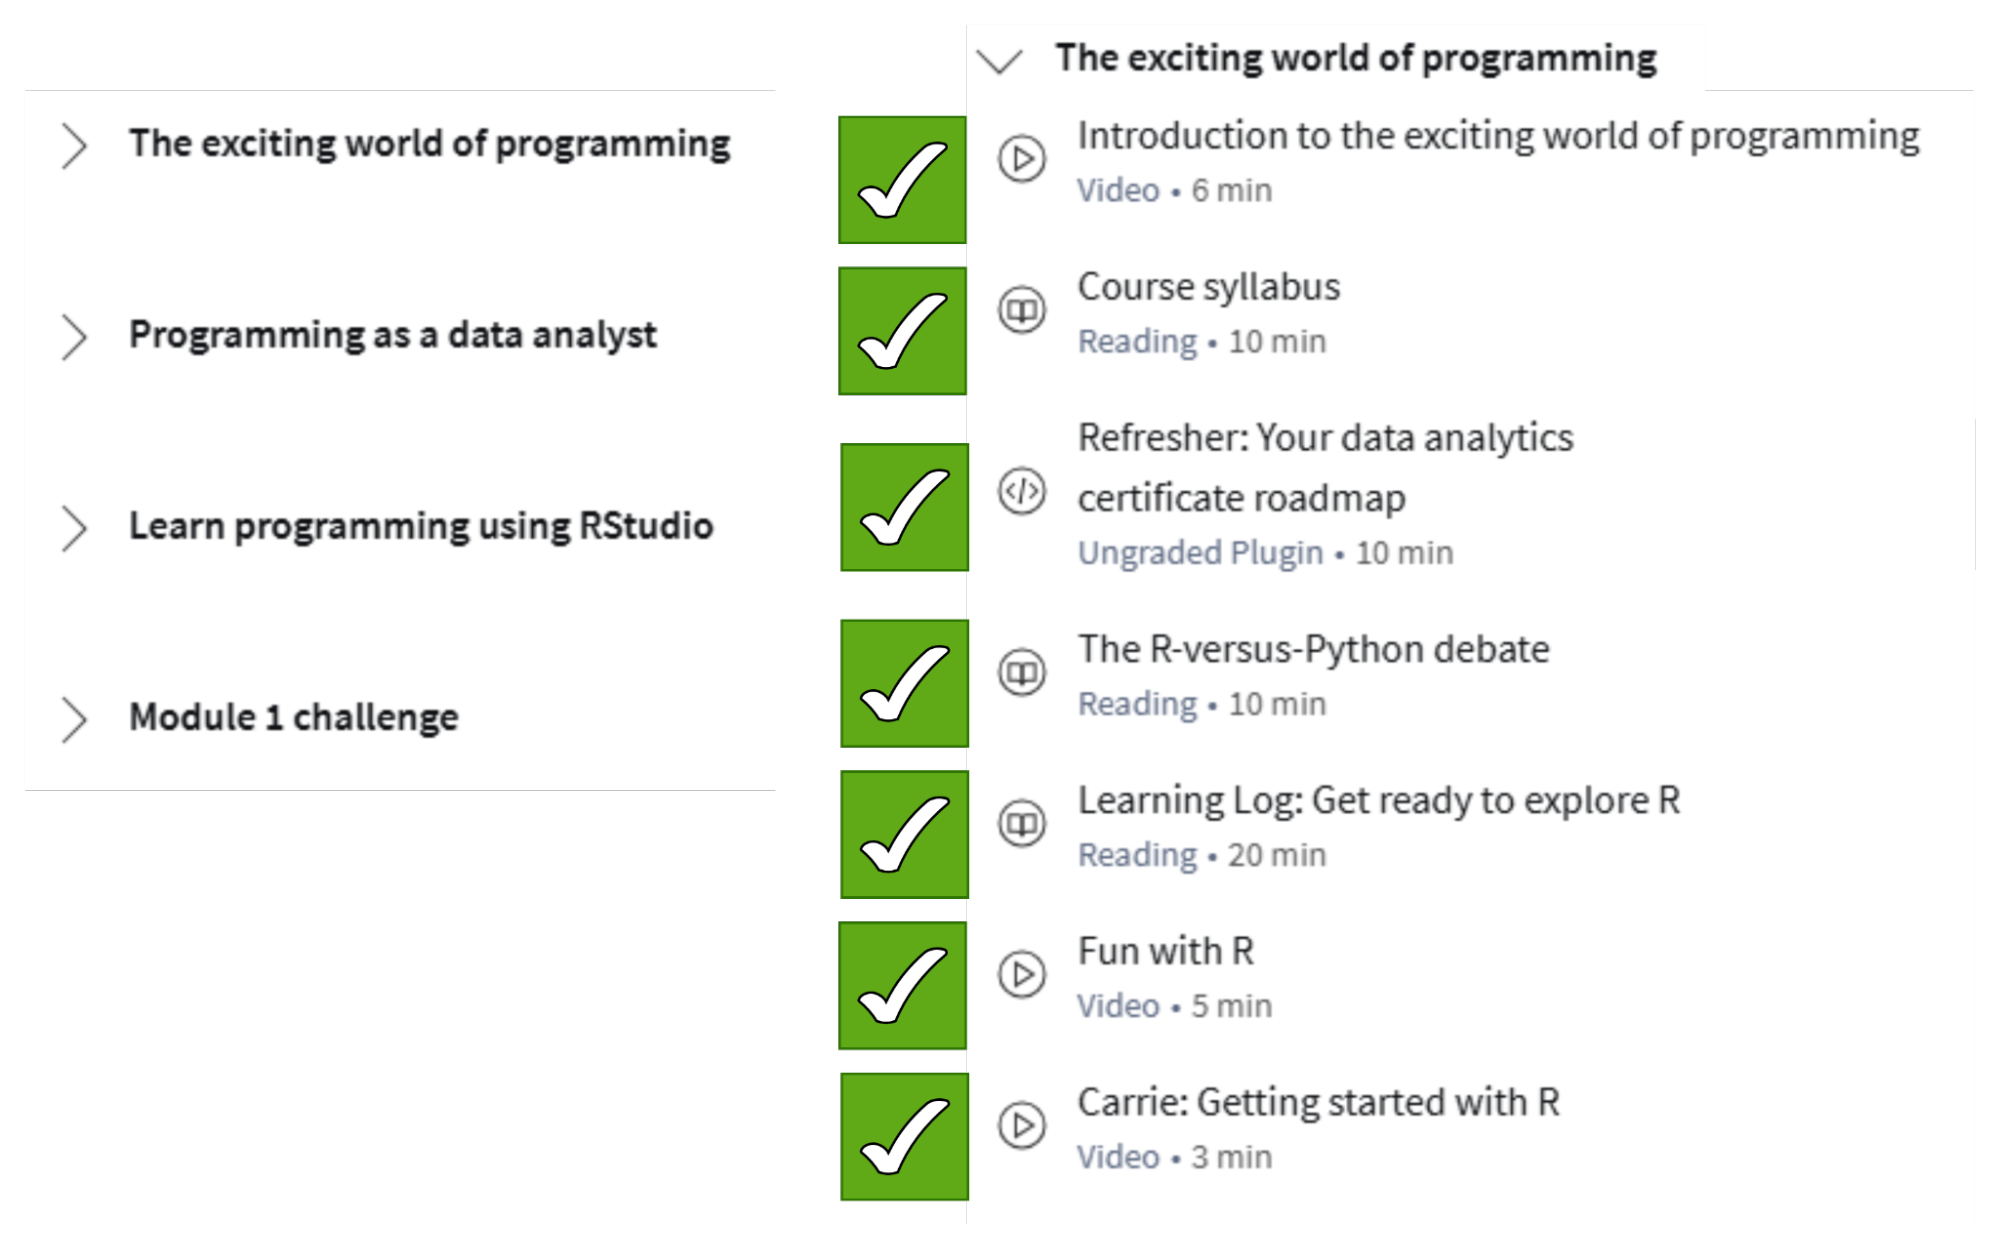 The exciting world of programming
Programming as a data analyst
Learn programming using RStudio
Module 1 challenge
The exciting world of programming
Introduction to the exciting world of programming
Video • 6 min
Course syllabus
Reading • 10 min
Refresher: Your data analytics
certificate roadmap
Ungraded Plugin • 10 min
The R-versus-Python debate
Reading • 10 min
Learning Log: Get ready to explore R
Reading • 20 min
Fun with R
Video • 5 min
Carrie: Getting started with R
Video • 3 min